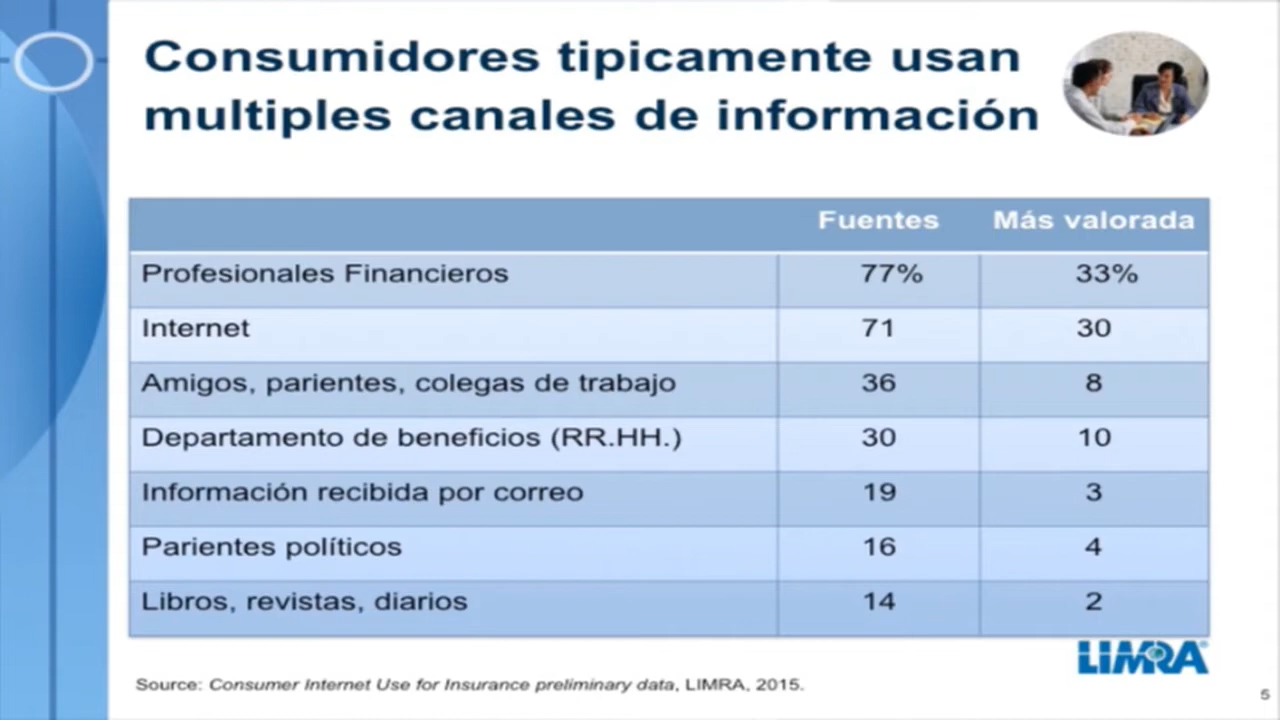 Consumidores tipicamente usan
multiples canales de información
Fuentes Más valorada
Profesionales Financieros 77% 33%
Internet 71 30
Amigos, parientes, colegas de trabajo 36 8
Departamento de beneficios (RR.HH.) 30 10
Información recibida por correo 19 3
Parientes políticos 16 4
Libros, revistas, diarios 14 2
LIMRA®
Source: Consumer Internet Use for Insurance preliminary data, LIMRA, 2015.
5